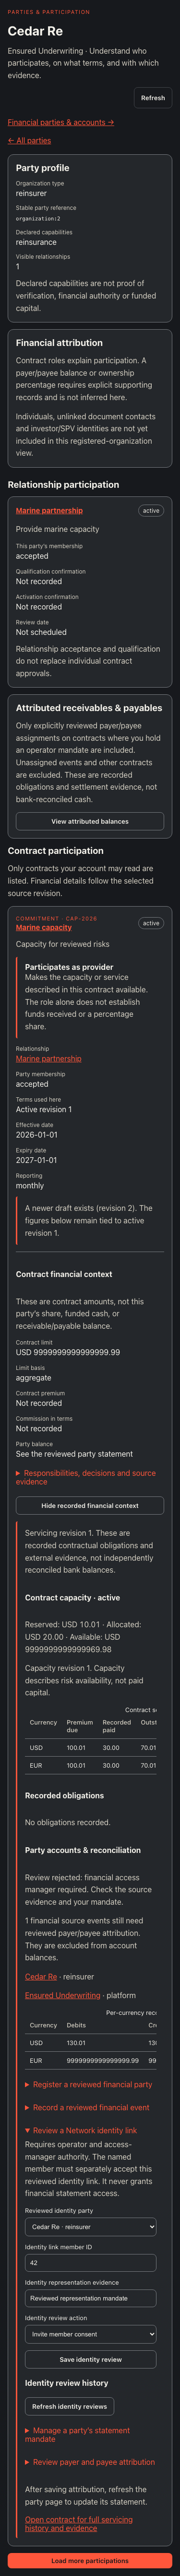 PARTIES & PARTICIPATION
Cedar Re
Ensured Underwriting · Understand who
participates, on what terms, and with which
evidence.
Refresh
Financial parties & accounts →
← All parties
Party profile
Organization type
reinsurer
Stable party reference
organization:2
Declared capabilities
reinsurance
Visible relationships
1
Declared capabilities are not proof of
verification, financial authority or funded
capital.
Financial attribution
Contract roles explain participation. A
payer/payee balance or ownership
percentage requires explicit supporting
records and is not inferred here.
Individuals, unlinked document contacts
and investor/SPV identities are not yet
included in this registered-organization
view.
Relationship participation
Marine partnership
active
Provide marine capacity
This party's membership
accepted
Qualification confirmation
Not recorded
Activation confirmation
Not recorded
Review date
Not scheduled
Relationship acceptance and qualification
do not replace individual contract
approvals.
Attributed receivables & payables
Only explicitly reviewed payer/payee
assignments on contracts where you hold
an operator mandate are included.
Unassigned events and other contracts
are excluded. These are recorded
obligations and settlement evidence, not
bank-reconciled cash.
View attributed balances
Contract participation
Only contracts your account may read are
listed. Financial details follow the selected
source revision.
COMMITMENT · CAP-2026
Marine capacity
active
Capacity for reviewed risks
Participates as provider
Makes the capacity or service
described in this contract available.
The role alone does not establish
funds received or a percentage
share.
Relationship
Marine partnership
Party membership
accepted
Terms used here
Active revision 1
Effective date
2026-01-01
Expiry date
2027-01-01
Reporting
monthly
A newer draft exists (revision 2). The
figures below remain tied to active
revision 1.
Contract financial context
These are contract amounts, not this
party's share, funded cash, or
receivable/payable balance.
Contract limit
USD 9999999999999999.99
Limit basis
aggregate
Contract premium
Not recorded
Commission in terms
Not recorded
Party balance
See the reviewed party statement
▶ Responsibilities, decisions and source
evidence
Hide recorded financial context
Servicing revision 1. These are
recorded contractual obligations and
external evidence, not independently
reconciled bank balances.
Contract capacity · active
Reserved: USD 10.01 · Allocated:
USD 20.00 · Available: USD
9999999999999969.98
Capacity revision 1. Capacity
describes risk availability, not paid
capital.
Contract se
Currency Premium due Recorded paid Outst
USD 100.01 30.00 70.01
EUR 100.01 30.00 70.01
Recorded obligations
No obligations recorded.
Party accounts & reconciliation
Review rejected: financial access
manager required. Check the source
evidence and your mandate.
1 financial source events still need
reviewed payer/payee attribution.
They are excluded from account
balances.
Cedar Re · reinsurer
Ensured Underwriting · platform
Per-currency reco
Currency Debits Cre
USD 130.01 130
EUR 9999999999999999.99 99
▶ Register a reviewed financial party
▶ Record a reviewed financial event
▼ Review a Network identity link
Requires operator and access-
manager authority. The named
member must separately accept this
reviewed identity link. It never grants
financial statement access.
Reviewed identity party
Cedar Re · reinsurer
Identity link member ID
42
Identity representation evidence
Reviewed representation mandate
Identity review action
Invite member consent
Save identity review
Identity review history
Refresh identity reviews
▶ Manage a party's statement
mandate
▶ Review payer and payee attribution
After saving attribution, refresh the
party page to update its statement.
Open contract for full servicing
history and evidence
Load more participations